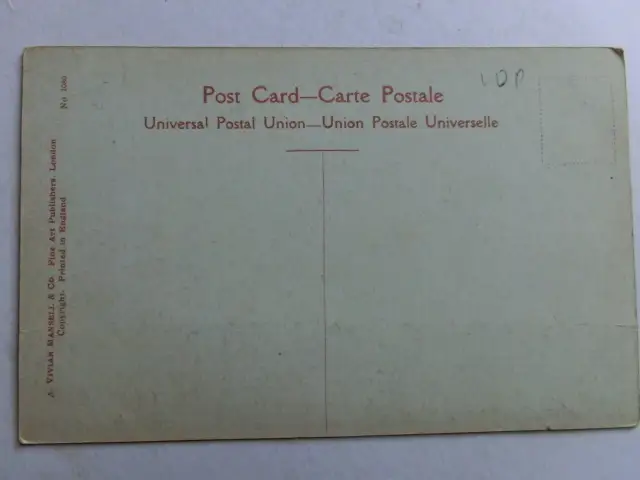 Post Card—Carte Postale
Universal Postal Union—Union Postale Universelle
10P
A. VIVIAN MANSELL & Co. Fine Art Publishers, London
Copyright. Printed in England
No 1060